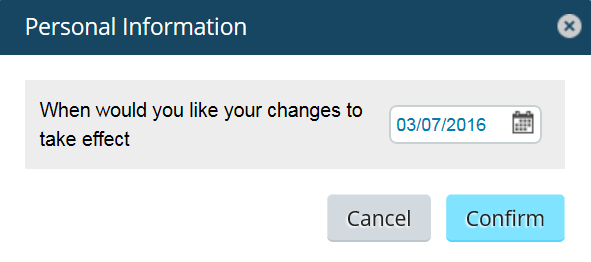 Personal Information
When would you like your changes to
take effect
03/07/2016
Cancel
Confirm